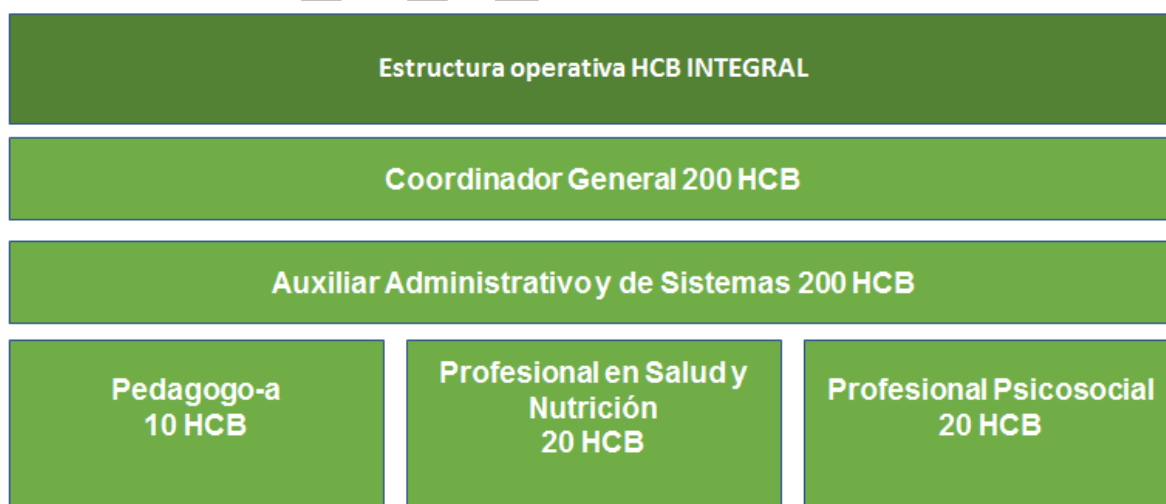 Estructura operativa HCB INTEGRAL
Coordinador General 200 HCB
Auxiliar Administrativo y de Sistemas 200 HCB
Pedagogo-a
10 HCB
Profesional en Salud y
Nutrición
20 HCB
Profesional Psicosocial
20 HCB